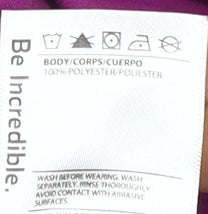 Be Incredible.
BODY/CORPS/CUERPO
100% POLYESTER/POLIESTER
WASH BEFORE WEARING. WASH
SEPARATELY. RINSE THOROUGHLY.
AVOID CONTACT WITH ABRASIVE
SURFACES.